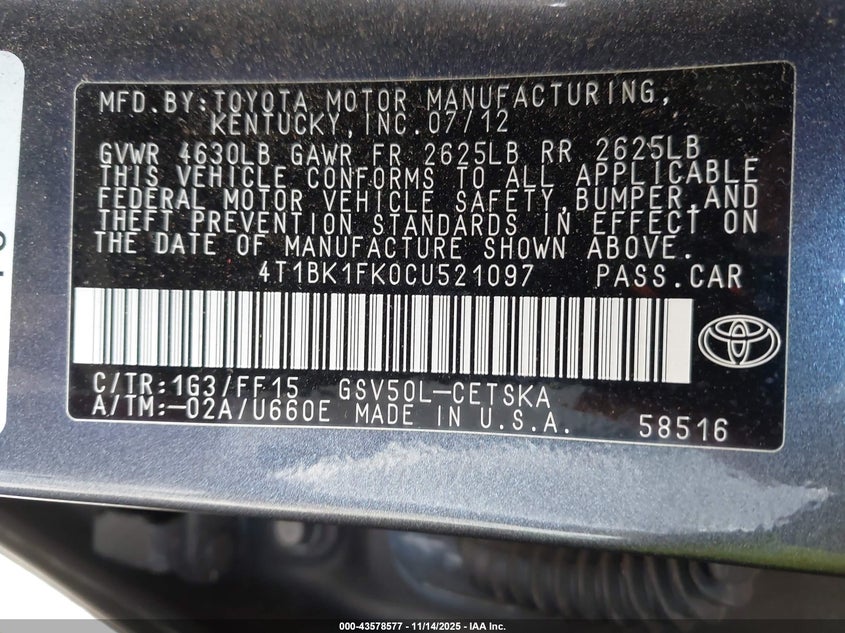 MFD.BY:TOYOTA MOTOR MANUFACTURING,
KENTUCKY,INC.07/12
GVWR 4630LB GAWR FR 2625LB RR 2625LB
THIS VEHICLE CONFORMS TO ALL APPLICABLE
FEDERAL MOTOR VEHICLE SAFETY,BUMPER,AND
THEFT PREVENTION STANDARDS IN EFFECT ON
THE DATE OF MANUFACTURE SHOWN ABOVE.
4T1BK1FK0CU521097 PASS.CAR
C/TR:1G3/FF15 GSV50L-CETSKA
A/TM:-02A/U660E MADE IN U.S.A. 58516
000-43578577 - 11/14/2025 - IAA Inc.